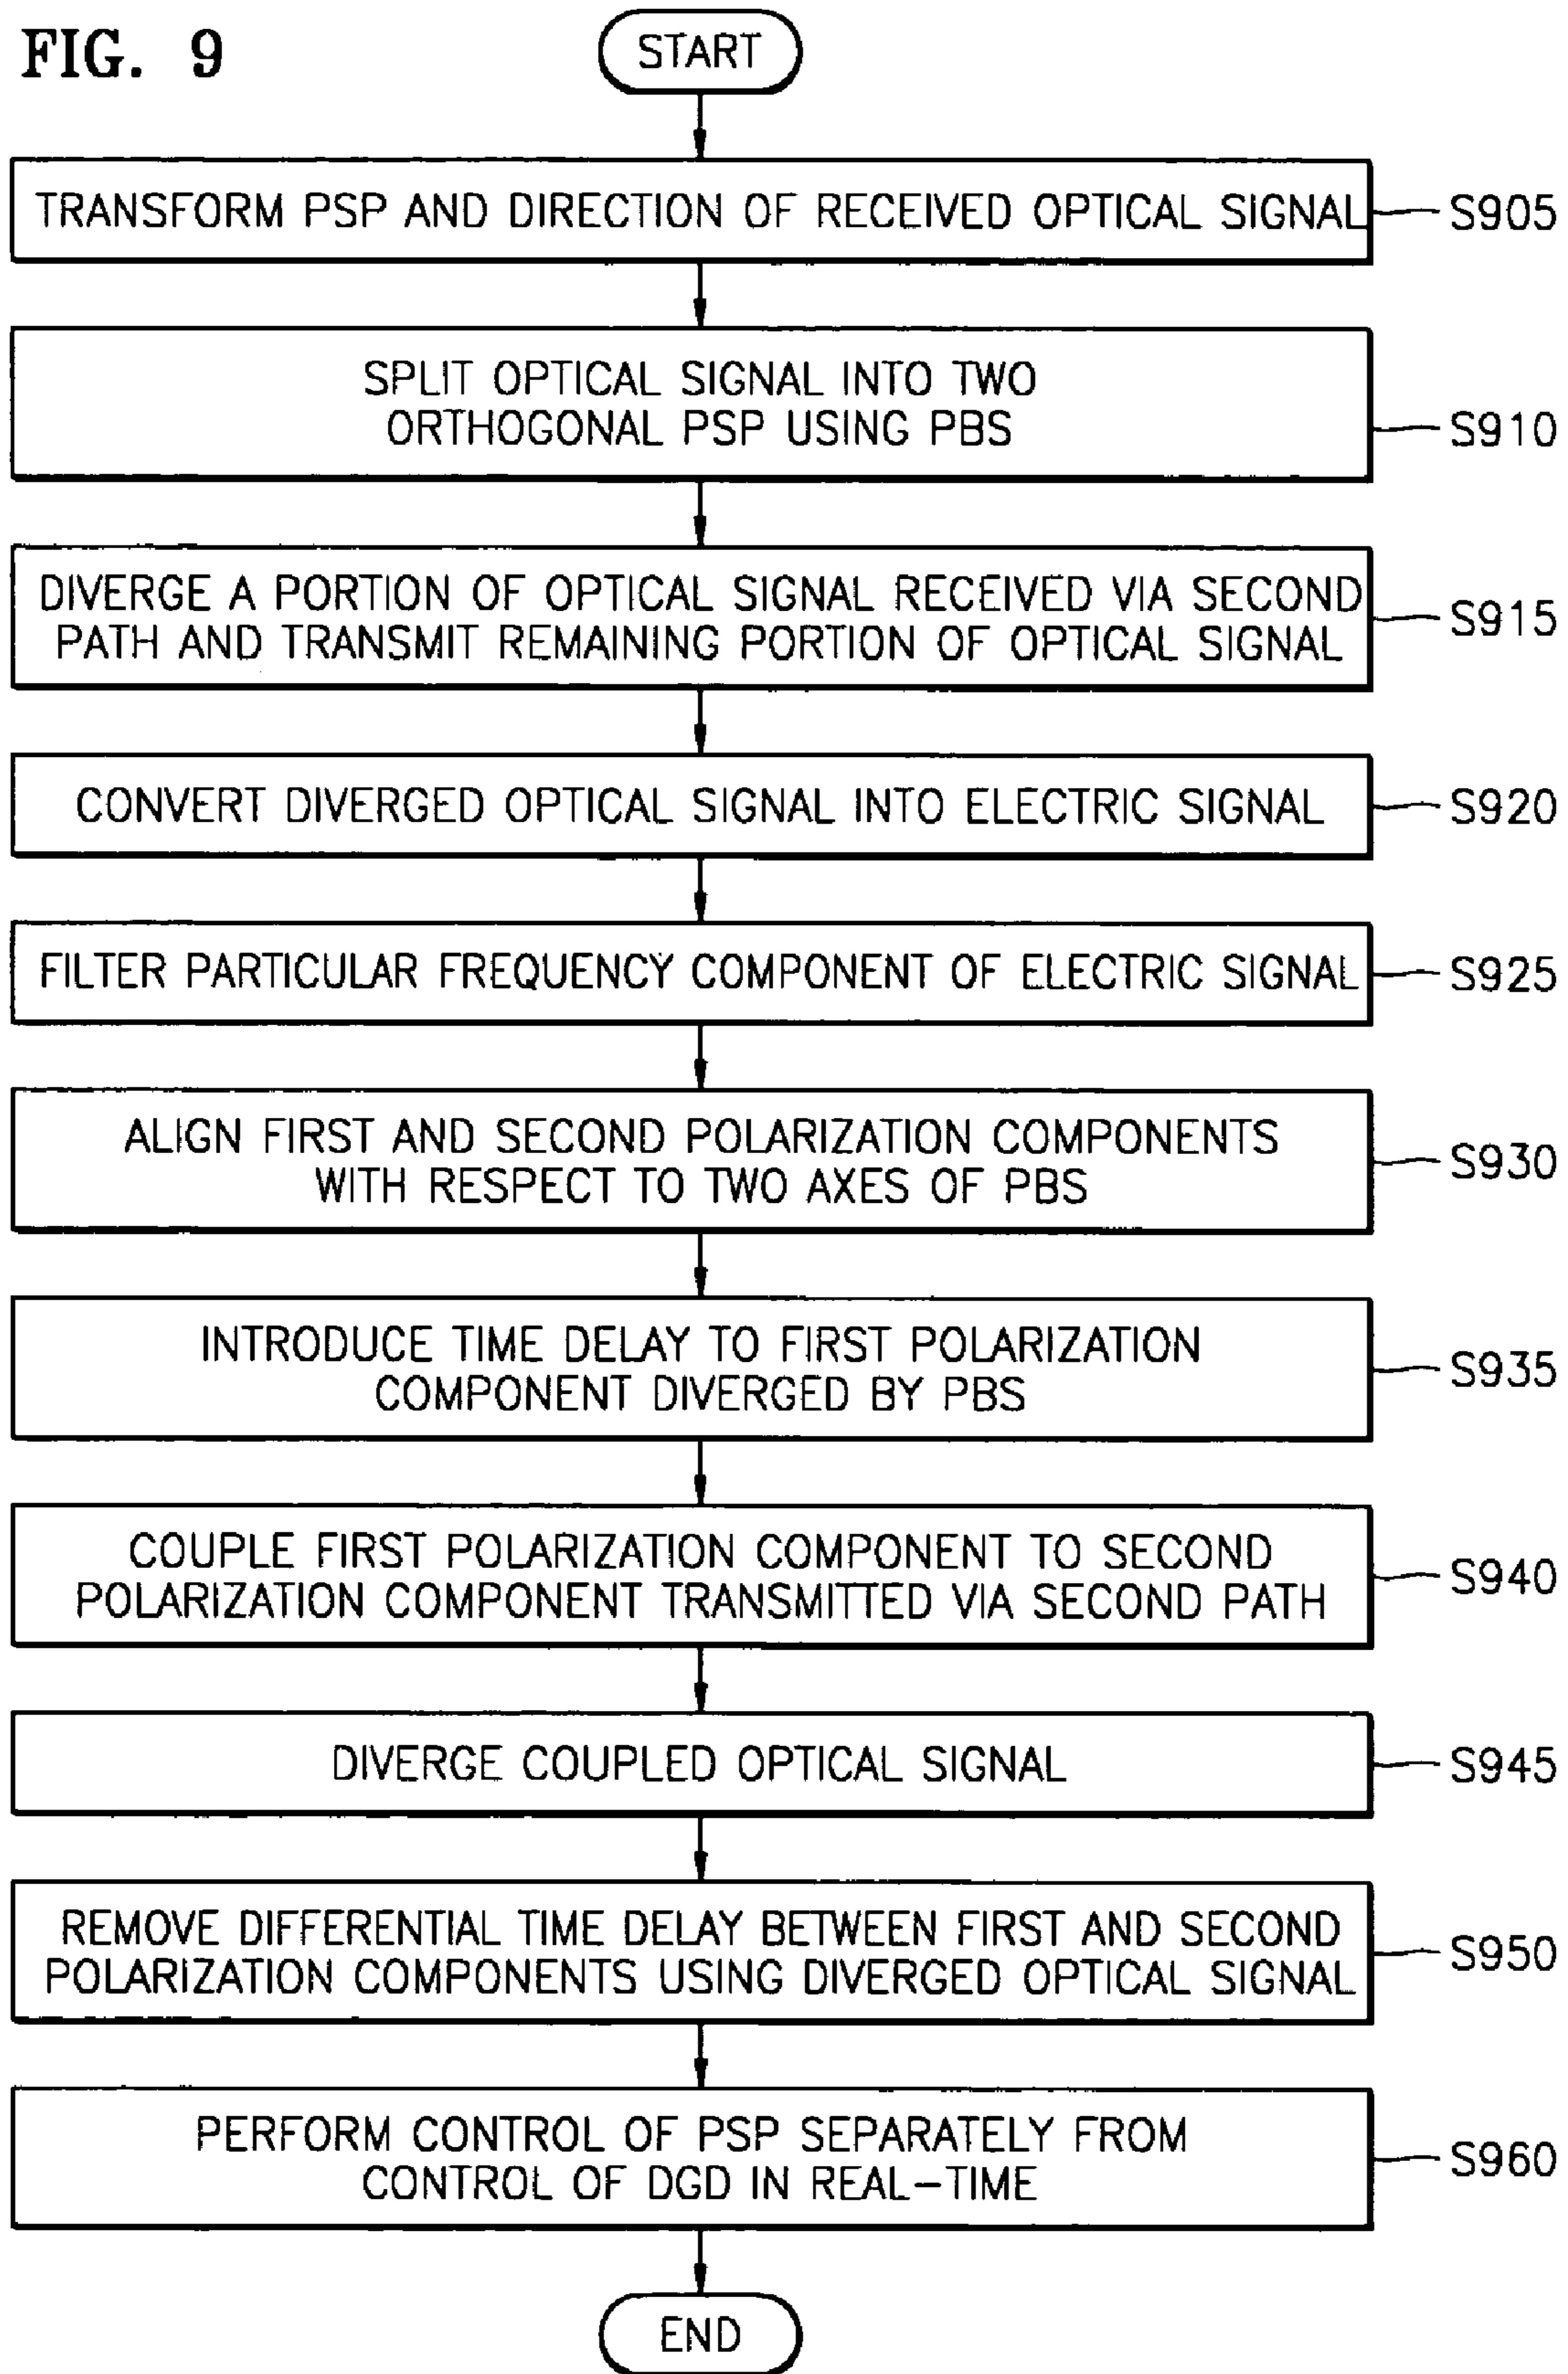 FIG. 9
START
TRANSFORM PSP AND DIRECTION OF RECEIVED OPTICAL SIGNAL
S905
SPLIT OPTICAL SIGNAL INTO TWO
ORTHOGONAL PSP USING PBS
S910
DIVERGE A PORTION OF OPTICAL SIGNAL RECEIVED VIA SECOND
PATH AND TRANSMIT REMAINING PORTION OF OPTICAL SIGNAL
S915
CONVERT DIVERGED OPTICAL SIGNAL INTO ELECTRIC SIGNAL
S920
FILTER PARTICULAR FREQUENCY COMPONENT OF ELECTRIC SIGNAL
S925
ALIGN FIRST AND SECOND POLARIZATION COMPONENTS
WITH RESPECT TO TWO AXES OF PBS
S930
INTRODUCE TIME DELAY TO FIRST POLARIZATION
COMPONENT DIVERGED BY PBS
S935
COUPLE FIRST POLARIZATION COMPONENT TO SECOND
POLARIZATION COMPONENT TRANSMITTED VIA SECOND PATH
S940
DIVERGE COUPLED OPTICAL SIGNAL
S945
REMOVE DIFFERENTIAL TIME DELAY BETWEEN FIRST AND SECOND
POLARIZATION COMPONENTS USING DIVERGED OPTICAL SIGNAL
S950
PERFORM CONTROL OF PSP SEPARATELY FROM
CONTROL OF DGD IN REAL-TIME
S960
END